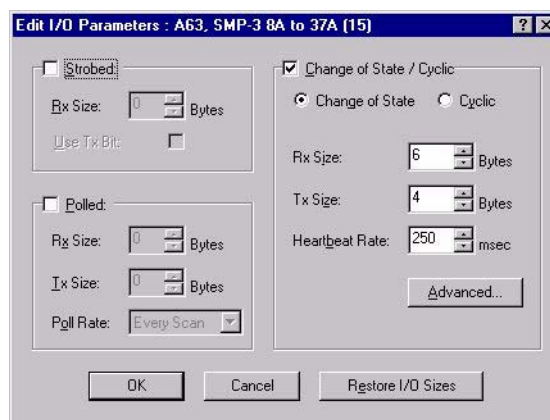 Edit I/O Parameters : A63, SMP-3 8A to 37A (15)
Strobed:
Rx Size: 0 Bytes
Use Tx Bit:
Polled:
Rx Size: 0 Bytes
Tx Size: 0 Bytes
Poll Rate: Every Scan
Change of State / Cyclic
Change of State Cyclic
Rx Size: 6 Bytes
Tx Size: 4 Bytes
Heartbeat Rate: 250 msec
Advanced...
OK Cancel Restore I/O Sizes